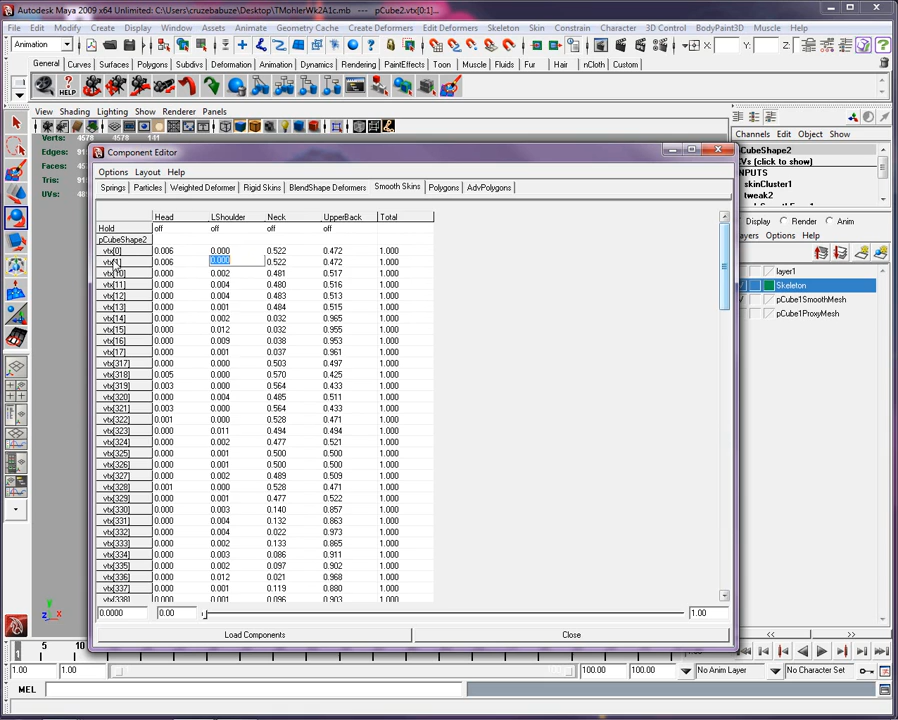 Autodesk Maya 2009 x64 Unlimited: C:\Users\cruzebabuze\Desktop\TMohlerWk2A1c.mb --- pCube2.vtx[0:1]...
File Edit Modify Create Display Window Assets Animate Geometry Cache Create Deformers Edit Deformers Skeleton Skin Constrain Character 3D Control BodyPaint3D Muscle Help
Animation X: Y: Z:
General Curves Surfaces Polygons Subdivs Deformation Animation Dynamics Rendering PaintEffects Toon Muscle Fluids Fur Hair nCloth Custom
HELP
View Shading Lighting Show Renderer Panels
Verts: 4578 4578 141
Edges:
Faces:
Tris:
UVs:
Channels Edit Object Show
CubeShape2
CVs (click to show)
INPUTS
skinCluster1
tweak2
Display Render Anim
Layers Options Help
layer1
Skeleton
pCube1SmoothMesh
pCube1ProxyMesh
Component Editor
Options Layout Help
Springs Particles Weighted Deformer Rigid Skins BlendShape Deformers Smooth Skins Polygons AdvPolygons
Head LShoulder Neck UpperBack Total
Hold off off off off
pCubeShape2
vtx[0] 0.006 0.000 0.522 0.472 1.000
vtx[1] 0.006 0.000 0.522 0.472 1.000
vtx[10] 0.000 0.002 0.481 0.517 1.000
vtx[11] 0.000 0.004 0.480 0.516 1.000
vtx[12] 0.000 0.004 0.483 0.513 1.000
vtx[13] 0.000 0.004 0.484 0.515 1.000
vtx[14] 0.000 0.002 0.032 0.965 1.000
vtx[15] 0.000 0.012 0.032 0.955 1.000
vtx[16] 0.000 0.009 0.038 0.953 1.000
vtx[17] 0.000 0.001 0.037 0.961 1.000
vtx[317] 0.000 0.000 0.503 0.497 1.000
vtx[318] 0.005 0.000 0.570 0.425 1.000
vtx[319] 0.003 0.000 0.564 0.433 1.000
vtx[320] 0.000 0.004 0.485 0.511 1.000
vtx[321] 0.003 0.000 0.564 0.433 1.000
vtx[322] 0.001 0.000 0.528 0.471 1.000
vtx[323] 0.000 0.011 0.494 0.494 1.000
vtx[324] 0.000 0.002 0.477 0.521 1.000
vtx[325] 0.000 0.001 0.500 0.500 1.000
vtx[326] 0.000 0.001 0.500 0.500 1.000
vtx[327] 0.000 0.002 0.489 0.509 1.000
vtx[328] 0.001 0.000 0.528 0.471 1.000
vtx[329] 0.000 0.001 0.477 0.522 1.000
vtx[330] 0.000 0.003 0.140 0.857 1.000
vtx[331] 0.000 0.004 0.132 0.863 1.000
vtx[332] 0.000 0.004 0.022 0.973 1.000
vtx[333] 0.000 0.002 0.133 0.865 1.000
vtx[334] 0.000 0.003 0.086 0.911 1.000
vtx[335] 0.000 0.002 0.097 0.902 1.000
vtx[336] 0.000 0.012 0.021 0.968 1.000
vtx[337] 0.000 0.001 0.119 0.880 1.000
vtx[338] 0.000 0.001 0.096 0.903 1.000
0.0000 0.00 1.00
Load Components Close
1 5 10
1.00 1.00 100.00 100.00 No Anim Layer No Character Set
MEL